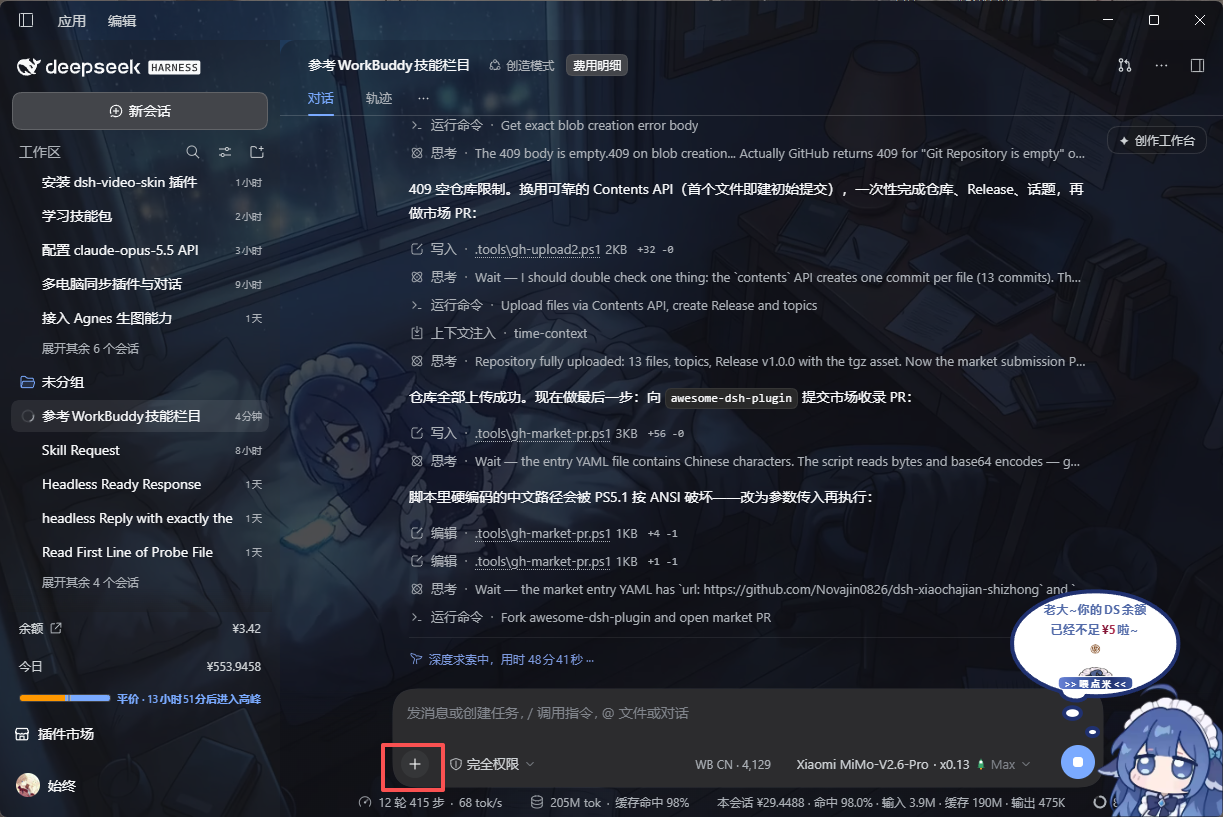 应用 编辑
deepseek HARNESS
新会话
工作区
安装 dsh-video-skin 插件 1小时
学习技能包 2小时
配置 claude-opus-5.5 API 3小时
多电脑同步插件与对话 9小时
接入 Agnes 生图能力 1天
展开其余 6 个会话
未分组
参考WorkBuddy技能栏目 4分钟
Skill Request 8小时
Headless Ready Response 1天
headless Reply with exactly the 1天
Read First Line of Probe File 1天
展开其余 4 个会话
余额 ¥3.42
今日 ¥553.9458
平价 · 13小时51分后进入高峰
插件市场
始终
参考WorkBuddy技能栏目 创造模式 费用明细
对话 轨迹 ···
创作工作台
运行命令 · Get exact blob creation error body
思考 · The 409 body is empty.409 on blob creation... Actually GitHub returns 409 for "Git Repository is empty" o...
409 空仓库限制。换用可靠的 Contents API（首个文件即建初始提交），一次性完成仓库、Release、话题，再
做市场 PR：
写入 · .tools\gh-upload2.ps1 2KB +32 -0
思考 · Wait — I should double check one thing: the `contents` API creates one commit per file (13 commits). Th...
运行命令 · Upload files via Contents API, create Release and topics
上下文注入 · time-context
思考 · Repository fully uploaded: 13 files, topics, Release v1.0.0 with the tgz asset. Now the market submission P...
仓库全部上传成功。现在做最后一步：向 awesome-dsh-plugin 提交市场收录 PR：
写入 · .tools\gh-market-pr.ps1 3KB +56 -0
思考 · Wait — the entry YAML file contains Chinese characters. The script reads bytes and base64 encodes — g...
脚本里硬编码的中文路径会被 PS5.1 按 ANSI 破坏——改为参数传入再执行：
编辑 · .tools\gh-market-pr.ps1 1KB +4 -1
编辑 · .tools\gh-market-pr.ps1 1KB +1 -1
思考 · Wait — the market entry YAML has `url: https://github.com/Novajin0826/dsh-xiaochajian-shizhong` and `
运行命令 · Fork awesome-dsh-plugin and open market PR
深度求索中，用时 48分41秒 ···
老大~你的DS余额
已经不足¥5啦~
>> 喂点米 <<
发消息或创建任务, / 调用指令, @ 文件或对话
完全权限
WB CN · 4,129
Xiaomi MiMo-V2.6-Pro · x0.13 Max
12 轮 415 步 · 68 tok/s
205M tok · 缓存命中 98%
本会话 ¥29.4488 · 命中 98.0% · 输入 3.9M · 缓存 190M · 输出 475K